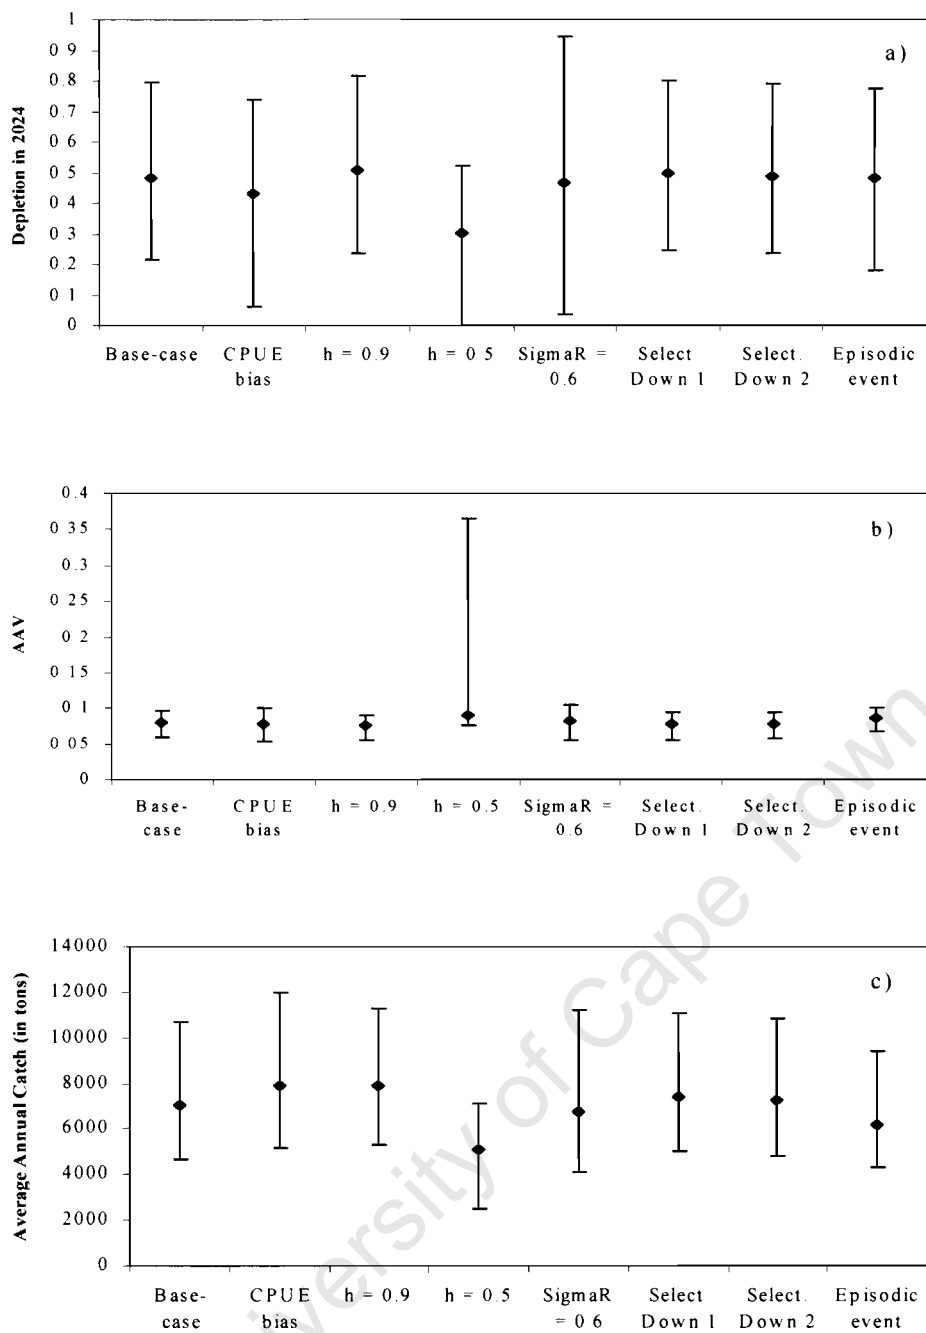 a)
Depletion in 2024
1
0 9
0 8
0 7
0 6
0 5
0 4
0 3
0 2
0 1
0
Base-case
CPUE
bias
h = 0.9
h = 0 5
SigmaR =
0.6
Select
Down 1
Select.
Down 2
Episodic
event
b)
AAV
0.4
0 35
0 3
0 25
0 2
0 15
0 1
0 05
0
Base-
case
CPUE
bias
h = 0.9
h = 0.5
SigmaR =
0.6
Select.
Down 1
Select.
Down 2
Episodic
event
c)
Average Annual Catch (in tons)
14000
12000
10000
8000
6000
4000
2000
0
Base-
case
CPUE
bias
h = 0.9
h = 0.5
SigmaR
= 0 6
Select
Down 1
Select.
Down 2
Episodic
event
iversity of Cape Town